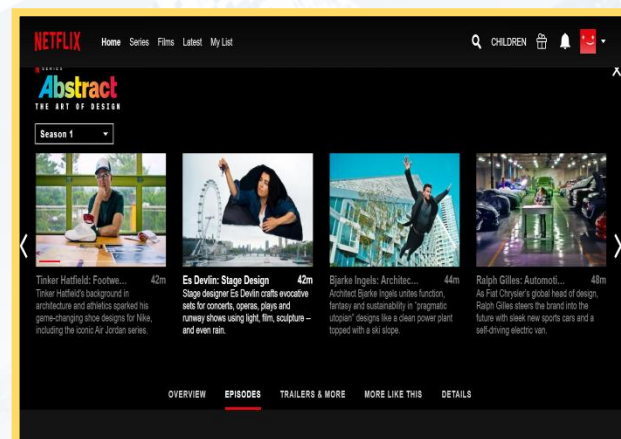 NETFLIX Home Series Films Latest My List CHILDREN
SERIES
Abstract
THE ART OF DESIGN
Season 1
Tinker Hatfield: Footwe... 42m
Tinker Hatfield's background in
architecture and athletics sparked his
game-changing shoe designs for Nike,
including the iconic Air Jordan series.
Es Devlin: Stage Design 42m
Stage designer Es Devlin crafts evocative
sets for concerts, operas, plays and
runway shows using light, film, sculpture –
and even rain.
Bjarke Ingels: Architec... 44m
Architect Bjarke Ingels unites function,
fantasy and sustainability in "pragmatic
utopian" designs like a clean power plant
topped with a ski slope.
Ralph Gilles: Automoti... 48m
As Fiat Chrysler's global head of design,
Ralph Gilles steers the brand into the
future with sleek new sports cars and a
self-driving electric van.
OVERVIEW EPISODES TRAILERS & MORE MORE LIKE THIS DETAILS